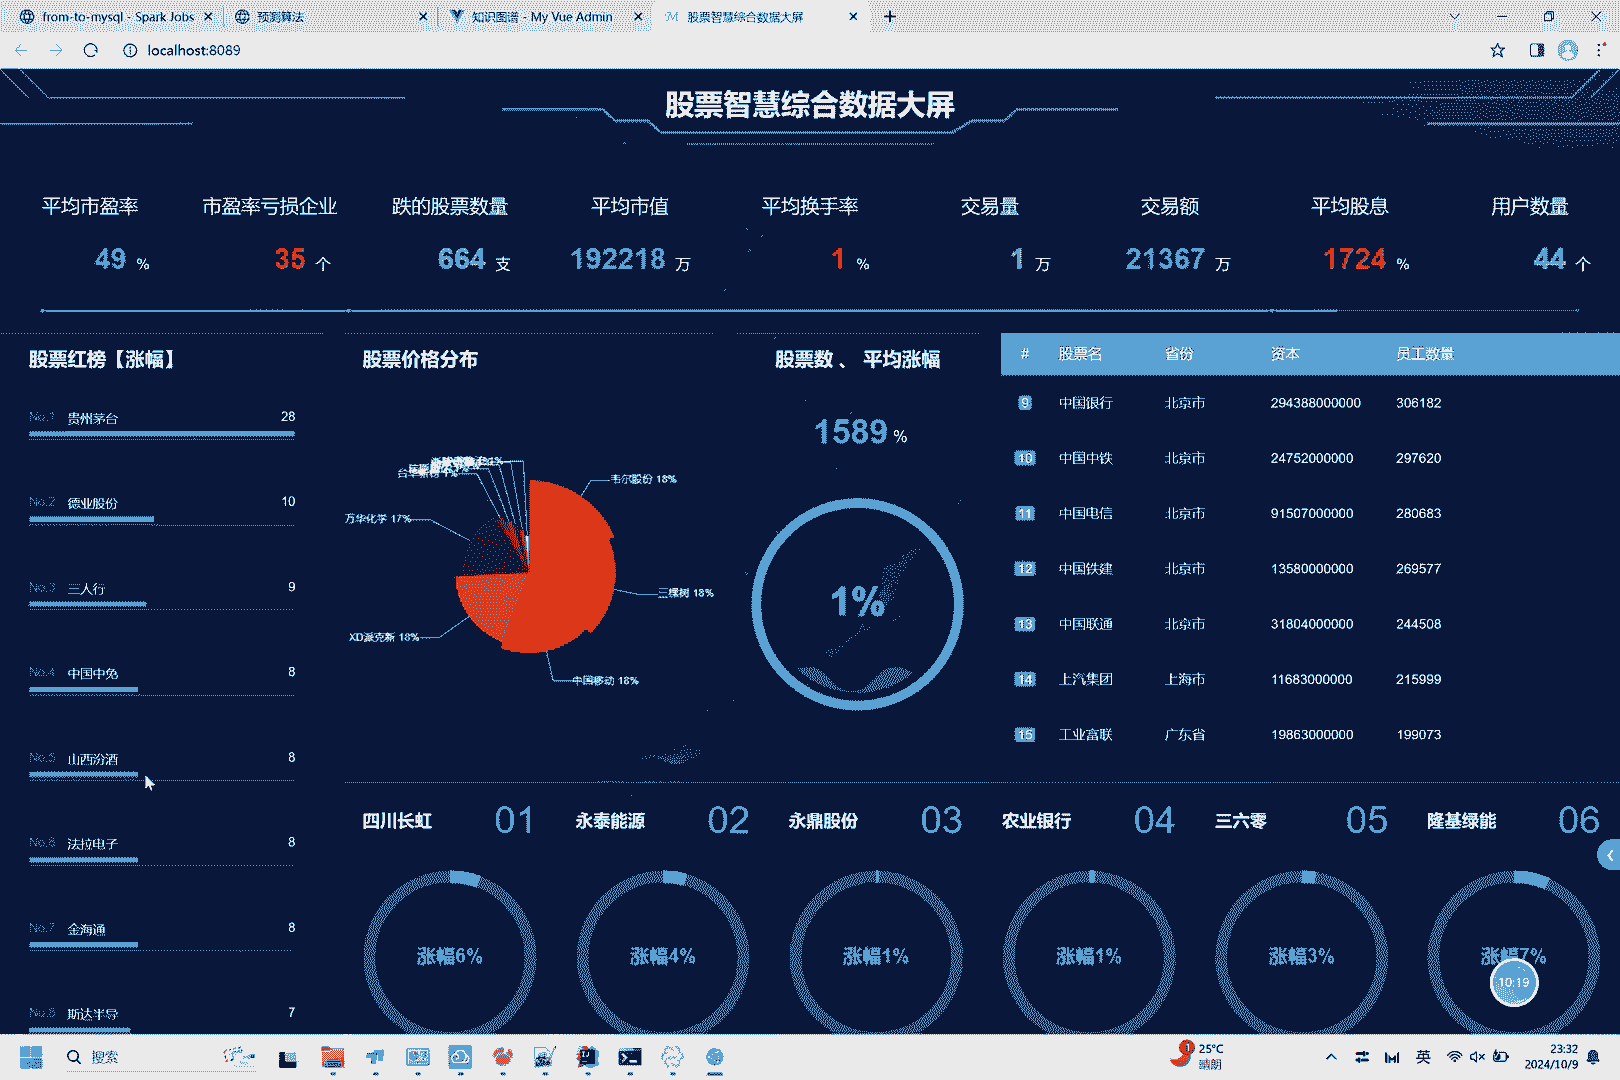 from-to-mysql - Spark Jobs
预测算法
知识图谱 - My Vue Admin
股票智慧综合数据大屏
localhost:8089
股票智慧综合数据大屏
平均市盈率
市盈率亏损企业
跌的股票数量
平均市值
平均换手率
交易量
交易额
平均股息
用户数量
49 %
35 个
664 支
192218 万
1 %
1 万
21367 万
1724 %
44 个
股票红榜【涨幅】
No.1 贵州茅台 28
No.2 德业股份 10
No.3 三人行 9
No.4 中国中免 8
No.5 山西汾酒 8
No.6 法拉电子 8
No.7 金海通 8
No.8 斯达半导 7
股票价格分布
韦尔股份 18%
万华化学 17%
三棵树 18%
XD派克新 18%
中国移动 18%
股票数 、 平均涨幅
1589 %
1%
# 股票名 省份 资本 员工数量
9 中国银行 北京市 294388000000 306182
10 中国中铁 北京市 24752000000 297620
11 中国电信 北京市 91507000000 280683
12 中国铁建 北京市 13580000000 269577
13 中国联通 北京市 31804000000 244508
14 上汽集团 上海市 11683000000 215999
15 工业富联 广东省 19863000000 199073
四川长虹 01
永泰能源 02
永鼎股份 03
农业银行 04
三六零 05
隆基绿能 06
涨幅6%
涨幅4%
涨幅1%
涨幅1%
涨幅3%
涨幅7%
10:19
搜索
1
25°C
晴朗
英
23:32
2024/10/9